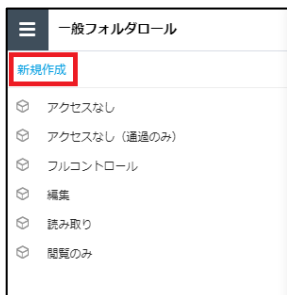 一般フォルダロール
新規作成
アクセスなし
アクセスなし（通過のみ）
フルコントロール
編集
読み取り
閲覧のみ